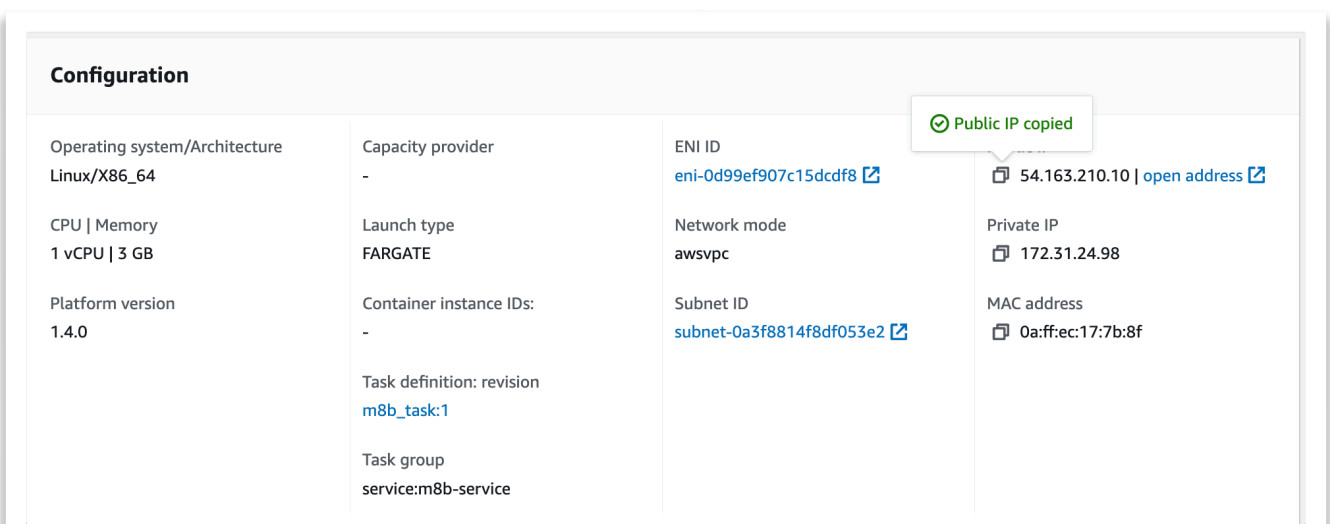 Configuration
Public IP copied
Operating system/Architecture
Linux/X86_64
CPU | Memory
1 vCPU | 3 GB
Platform version
1.4.0
Capacity provider
-
Launch type
FARGATE
Container instance IDs:
-
Task definition: revision
m8b_task:1
Task group
service:m8b-service
ENI ID
eni-0d99ef907c15dcdf8
Network mode
awsvpc
Subnet ID
subnet-0a3f8814f8df053e2
54.163.210.10 | open address
Private IP
172.31.24.98
MAC address
0a:ff:ec:17:7b:8f